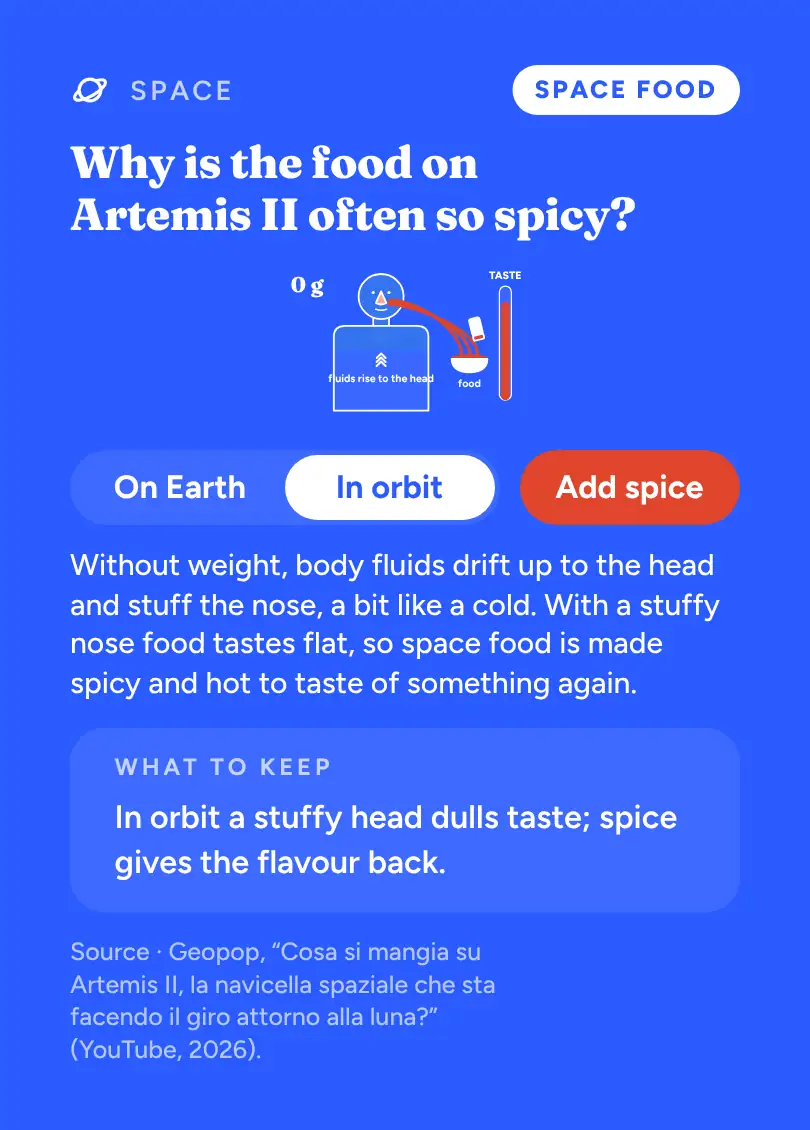 SPACE
SPACE FOOD
Why is the food on
Artemis II often so spicy?
0 g
TASTE
fluids rise to the head
food
On Earth
In orbit
Add spice
Without weight, body fluids drift up to the head
and stuff the nose, a bit like a cold. With a stuffy
nose food tastes flat, so space food is made
spicy and hot to taste of something again.
WHAT TO KEEP
In orbit a stuffy head dulls taste; spice
gives the flavour back.
Source · Geopop, “Cosa si mangia su
Artemis II, la navicella spaziale che sta
facendo il giro attorno alla luna?”
(YouTube, 2026).